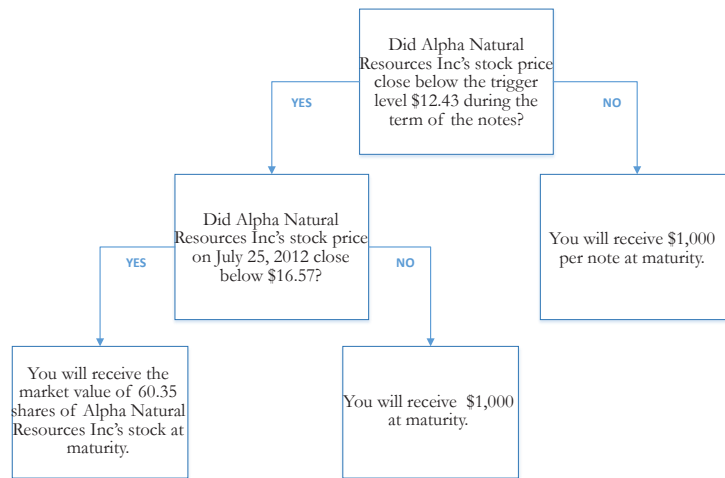 Did Alpha Natural
Resources Inc's stock price
close below the trigger
level $12.43 during the
term of the notes?
YES
NO
Did Alpha Natural
Resources Inc's stock price
on July 25, 2012 close
below $16.57?
You will receive $1,000
per note at maturity.
YES
NO
You will receive the
market value of 60.35
shares of Alpha Natural
Resources Inc's stock at
maturity.
You will receive $1,000
at maturity.